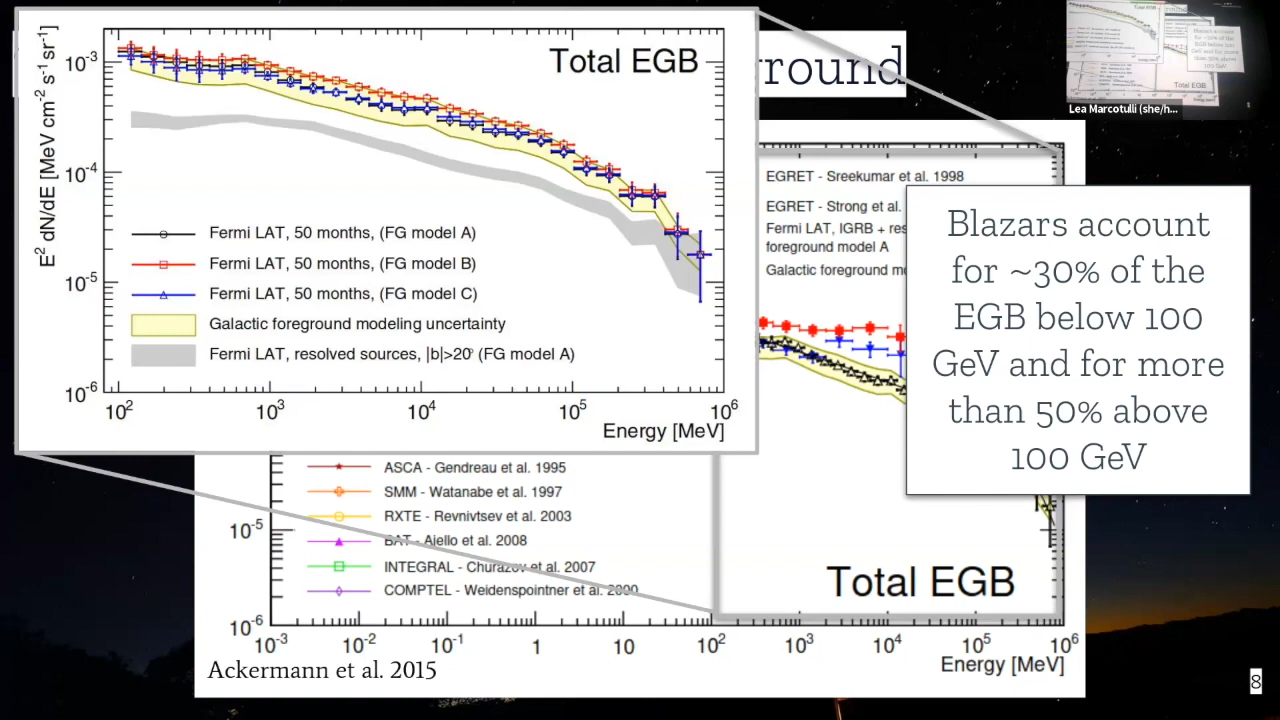 Total EGB
E² dN/dE [MeV cm⁻² s⁻¹ sr⁻¹]
10⁻³
10⁻⁴
10⁻⁵
10⁻⁶
Fermi LAT, 50 months, (FG model A)
Fermi LAT, 50 months, (FG model B)
Fermi LAT, 50 months, (FG model C)
Galactic foreground modeling uncertainty
Fermi LAT, resolved sources, |b|>20° (FG model A)
10² 10³ 10⁴ 10⁵ 10⁶
Energy [MeV]
round
Lea Marcotulli (she/h...
EGRET - Sreekumar et al. 1998
EGRET - Strong et al.
Fermi LAT, IGRB + res
foreground model A
Galactic foreground mo
Blazars account
for ~30% of the
EGB below 100
GeV and for more
than 50% above
100 GeV
ASCA - Gendreau et al. 1995
SMM - Watanabe et al. 1997
RXTE - Revnivtsev et al. 2003
BAT - Ajello et al. 2008
INTEGRAL - Churazov et al. 2007
COMPTEL - Weidenspointner et al. 2000
10⁻⁵
10⁻⁶
Total EGB
10⁻³ 10⁻² 10⁻¹ 1 10 10² 10³ 10⁴ 10⁵ 10⁶
Energy [MeV]
Ackermann et al. 2015
8